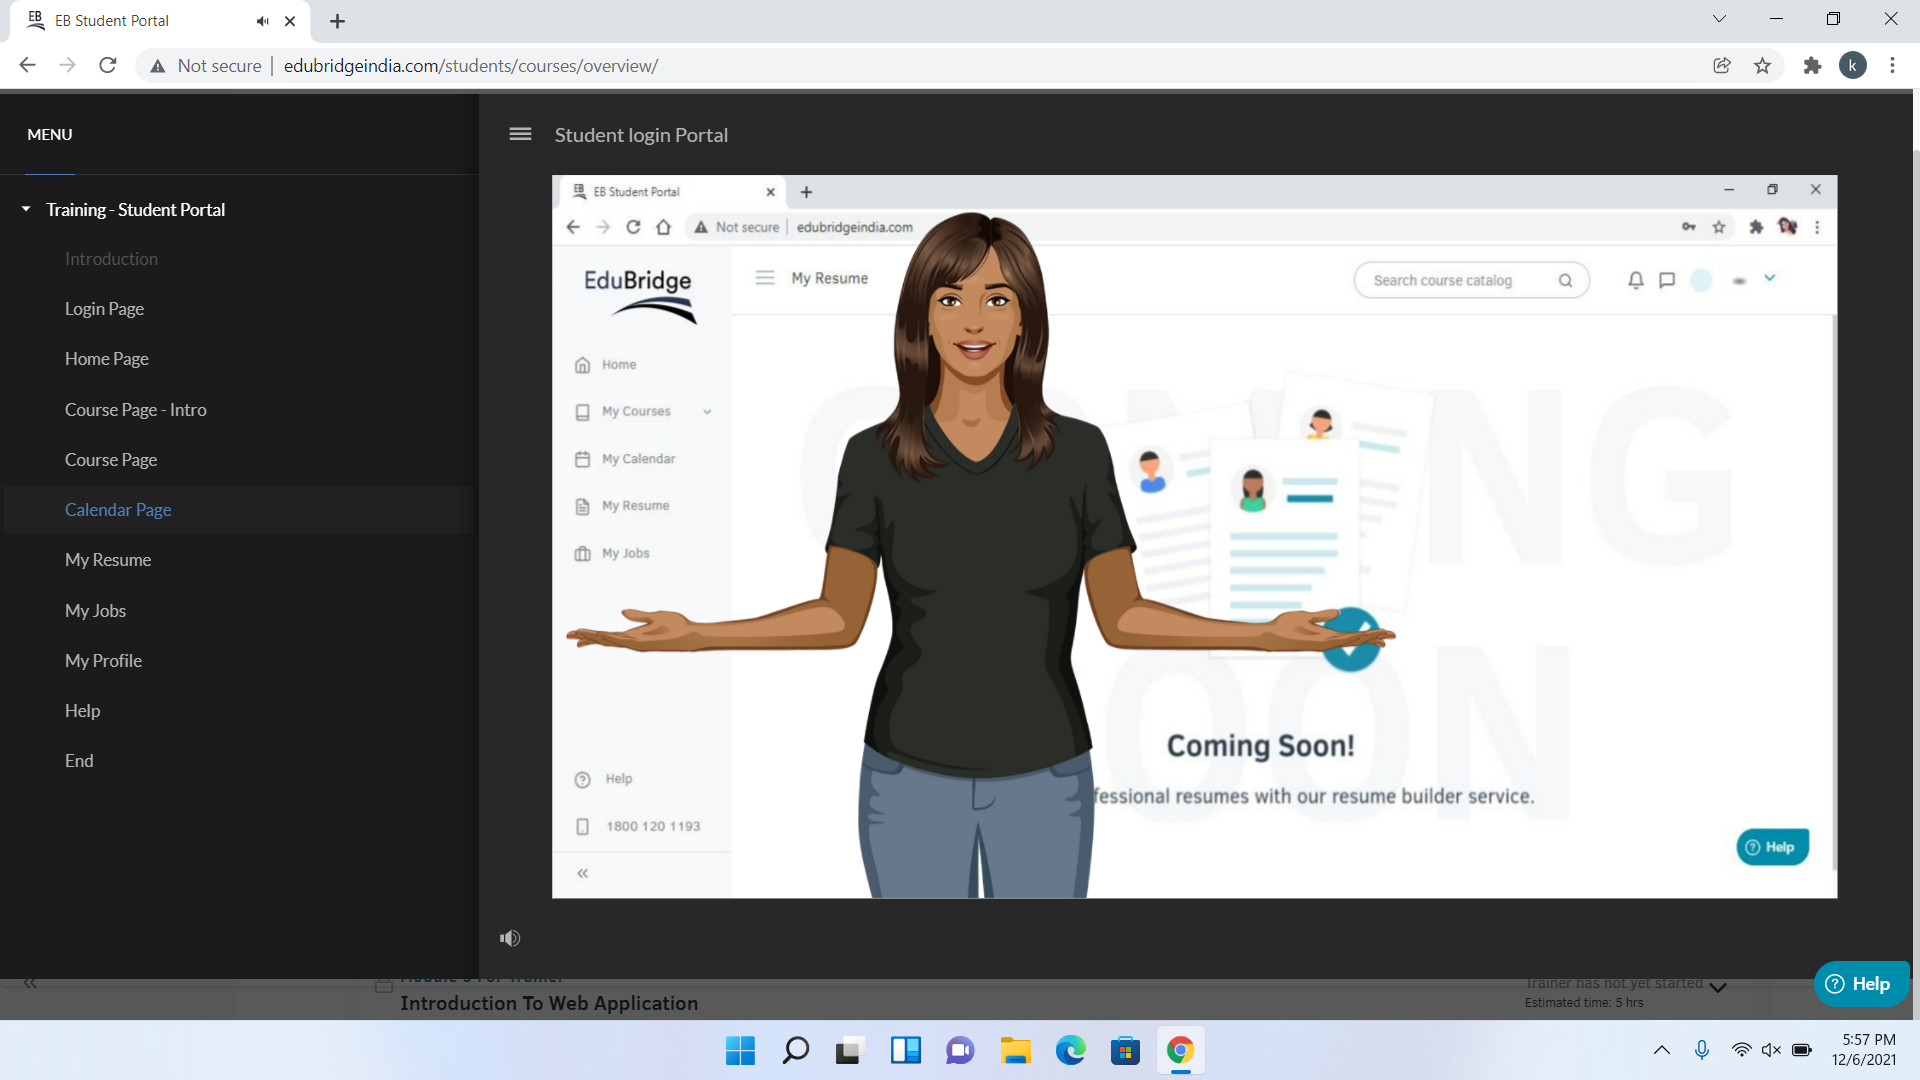 EB Student Portal
Not secure edubridgeindia.com/students/courses/overview/
k
MENU
Training - Student Portal
Introduction
Login Page
Home Page
Course Page - Intro
Course Page
Calendar Page
My Resume
My Jobs
My Profile
Help
End
Student login Portal
EB Student Portal
Not secure edubridgeindia.com
EduBridge
My Resume
Search course catalog
Home
My Courses
My Calendar
My Resume
My Jobs
Help
1800 120 1193
Coming Soon!
fessional resumes with our resume builder service.
Help
Introduction To Web Application
Trainer has not yet started
Estimated time: 5 hrs
Help
5:57 PM
12/6/2021